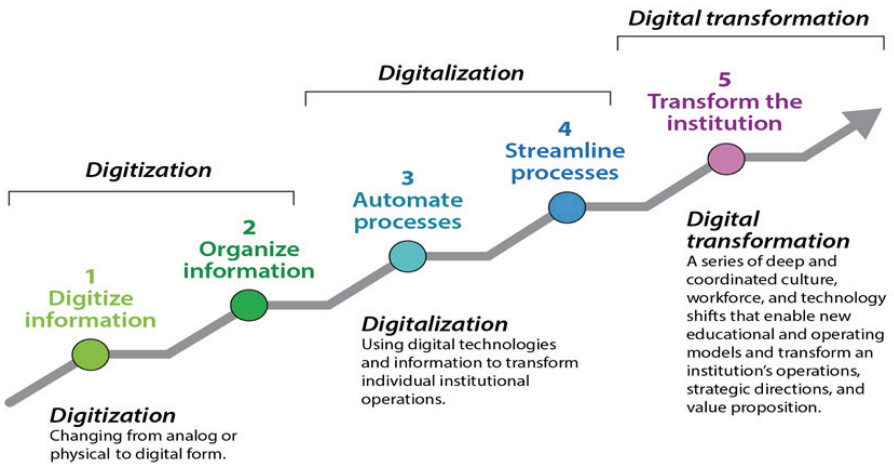 Digital transformation
Digitalization
Digitization
1
Digitize
information
2
Organize
information
3
Automate
processes
4
Streamline
processes
5
Transform the
institution
Digitization
Changing from analog or
physical to digital form.
Digitalization
Using digital technologies
and information to transform
individual institutional
operations.
Digital
transformation
A series of deep and
coordinated culture,
workforce, and technology
shifts that enable new
educational and operating
models and transform an
institution's operations,
strategic directions, and
value proposition.